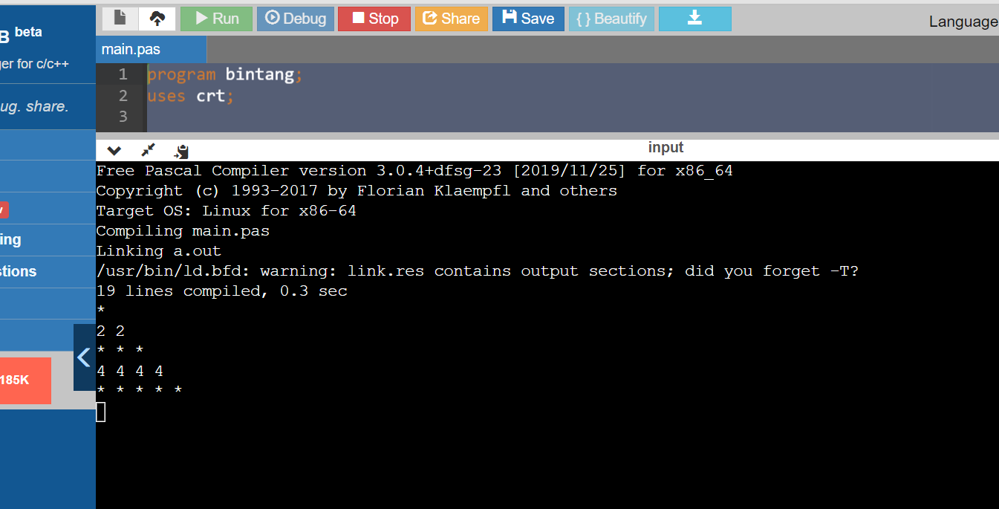 Run Debug Stop Share Save {} Beautify
Language
B beta
ger for c/c++
ug. share.
ing
stions
185K
main.pas
1 program bintang;
2 uses crt;
3
input
Free Pascal Compiler version 3.0.4+dfsg-23 [2019/11/25] for x86_64
Copyright (c) 1993-2017 by Florian Klaempfl and others
Target OS: Linux for x86-64
Compiling main.pas
Linking a.out
/usr/bin/ld.bfd: warning: link.res contains output sections; did you forget -T?
19 lines compiled, 0.3 sec
*
2 2
* * *
4 4 4 4
* * * * *